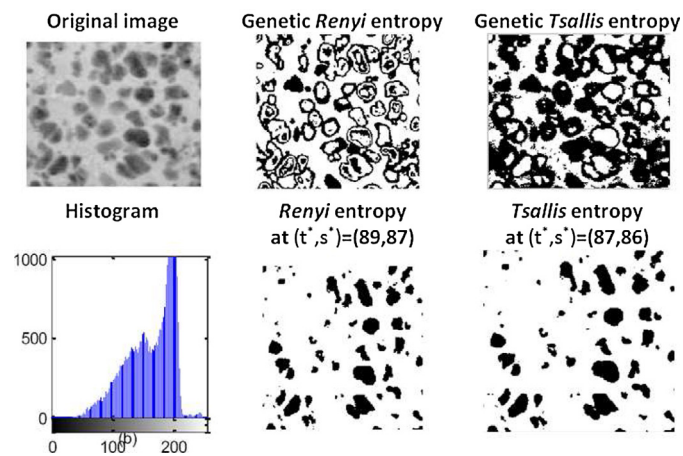 Original image
Genetic Renyi entropy
Genetic Tsallis entropy
Histogram
Renyi entropy
at (t*,s*)=(89,87)
Tsallis entropy
at (t*,s*)=(87,86)
1000
500
0
0 100 200
(b)